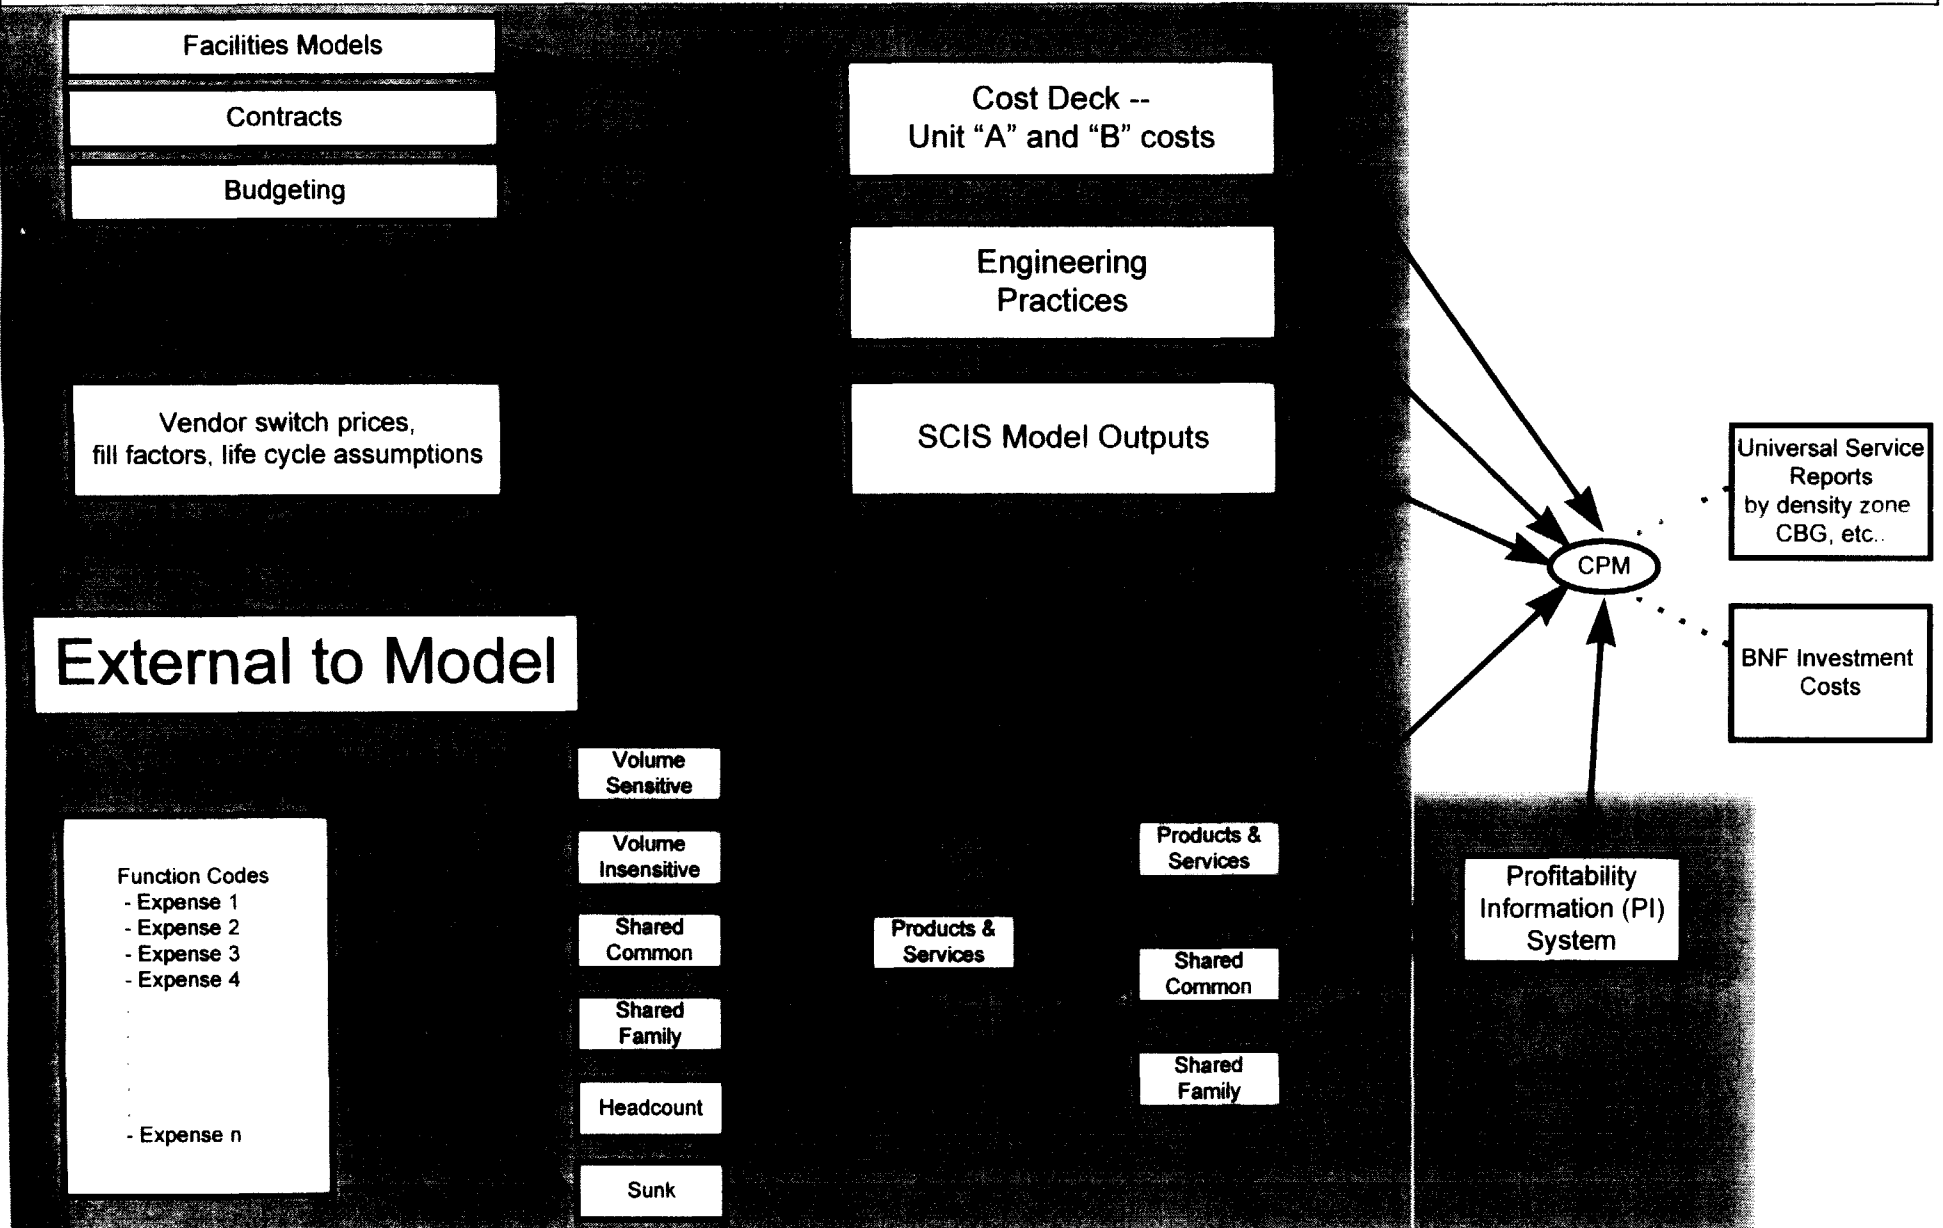 Facilities Models
Contracts
Budgeting
Cost Deck --
Unit “A” and “B” costs
Engineering
Practices
Vendor switch prices,
fill factors, life cycle assumptions
SCIS Model Outputs
Universal Service
Reports
by density zone
CBG, etc..
CPM
BNF Investment
Costs
External to Model
Function Codes
- Expense 1
- Expense 2
- Expense 3
- Expense 4
.
.
.
.
.
- Expense n
Volume
Sensitive
Volume
Insensitive
Shared
Common
Shared
Family
Headcount
Sunk
Products &
Services
Products &
Services
Shared
Common
Shared
Family
Profitability
Information (PI)
System